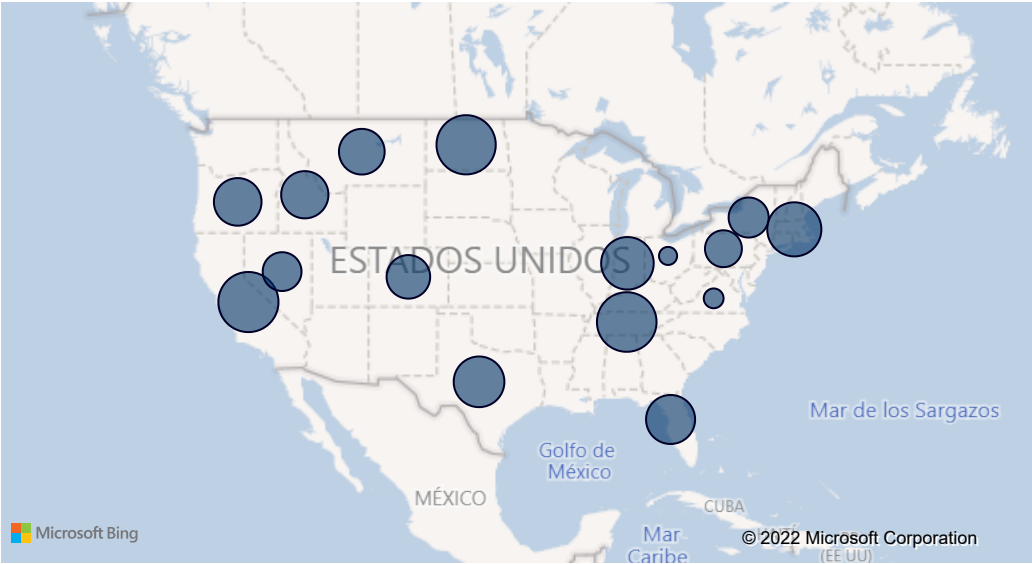 ESTADOS UNIDOS
Mar de los Sargazos
Golfo de
México
MÉXICO
CUBA
Microsoft Bing
Mar
Caribe
© 2022 Microsoft Corporation
(EE UU)